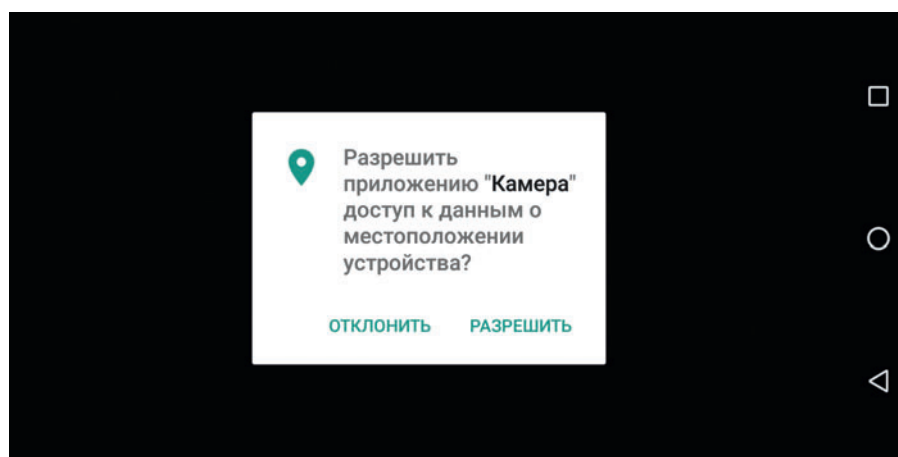 Разрешить
приложению "Камера"
доступ к данным о
местоположении
устройства?
ОТКЛОНИТЬ РАЗРЕШИТЬ